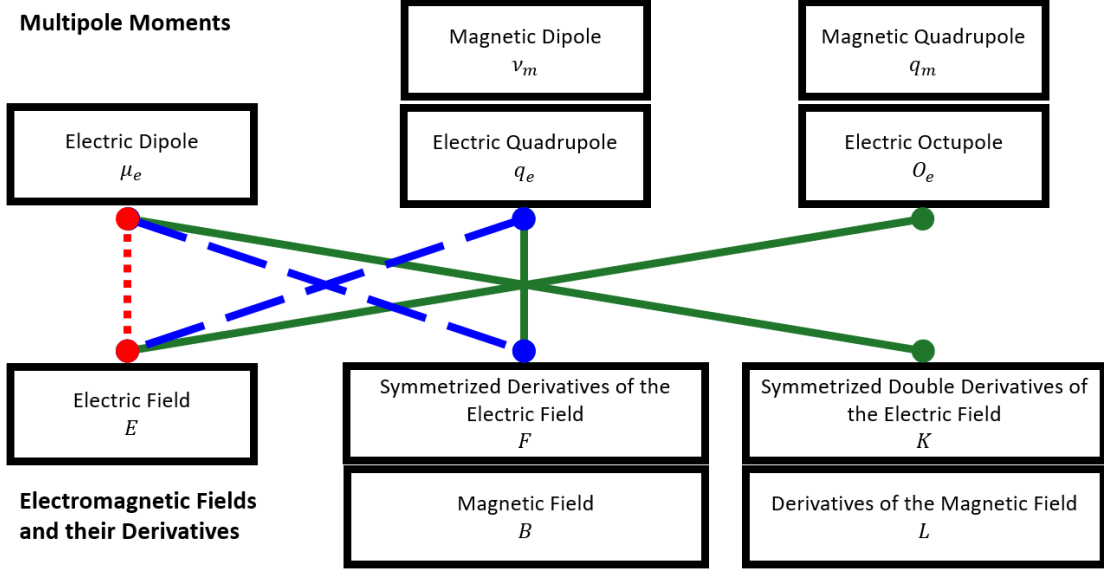 Multipole Moments
Magnetic Dipole
𝜈ₘ
Magnetic Quadrupole
𝑞ₘ
Electric Dipole
𝜇ₑ
Electric Quadrupole
𝑞ₑ
Electric Octupole
𝑂ₑ
Electric Field
𝐸
Symmetrized Derivatives of the
Electric Field
𝐹
Symmetrized Double Derivatives of
the Electric Field
𝐾
Electromagnetic Fields
and their Derivatives
Magnetic Field
𝐵
Derivatives of the Magnetic Field
𝐿